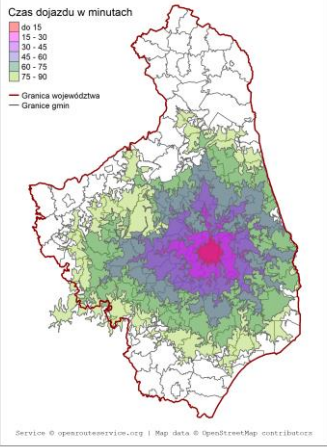 Czas dojazdu w minutach
do 15
15 - 30
30 - 45
45 - 60
60 - 75
75 - 90
Granica województwa
Granice gmin
Service © openrouteservice.org | Map data © OpenStreetMap contributors